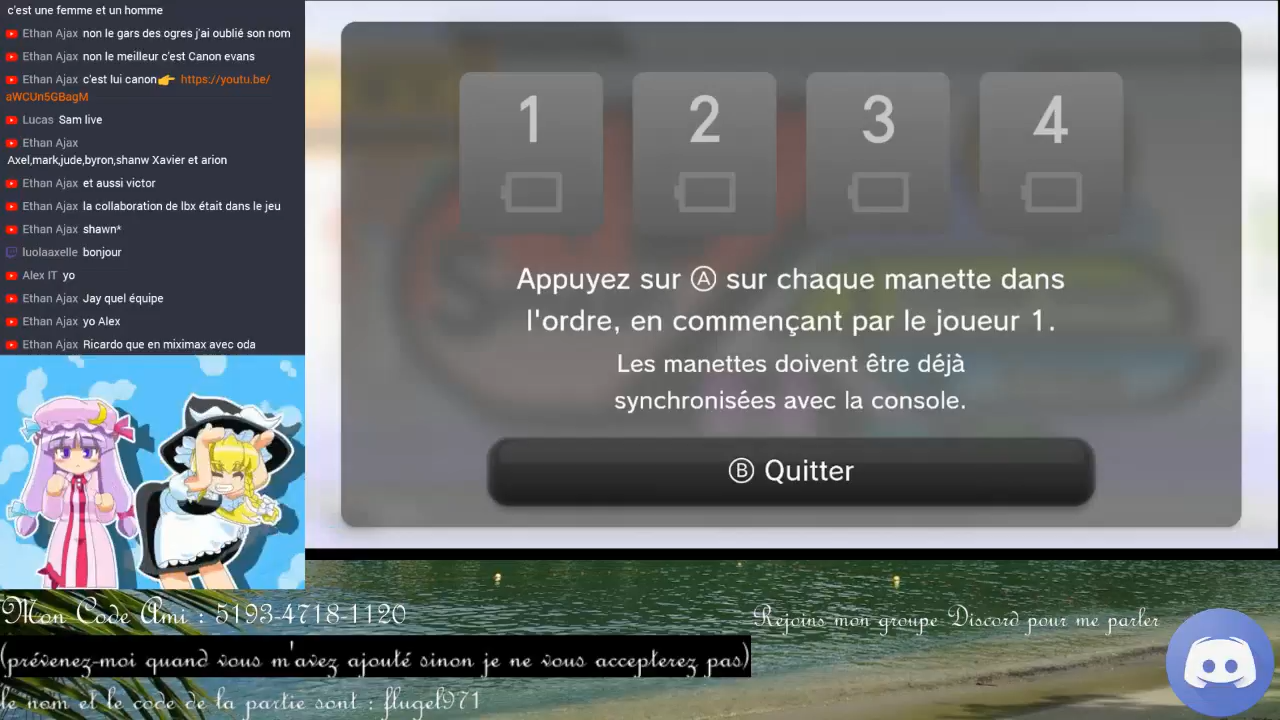 c'est une femme et un homme
Ethan Ajax non le gars des ogres j'ai oublié son nom
Ethan Ajax non le meilleur c'est Canon evans
Ethan Ajax c'est lui canon👉 https://youtu.be/
aWCUn5GBagM
Lucas Sam live
Ethan Ajax
Axel,mark,jude,byron,shanw Xavier et arion
Ethan Ajax et aussi victor
Ethan Ajax la collaboration de lbx était dans le jeu
Ethan Ajax shawn*
luolaaxelle bonjour
Alex IT yo
Ethan Ajax Jay quel équipe
Ethan Ajax yo Alex
Ethan Ajax Ricardo que en miximax avec oda
1 2 3 4
Appuyez sur Ⓐ sur chaque manette dans
l'ordre, en commençant par le joueur 1.
Les manettes doivent être déjà
synchronisées avec la console.
Ⓑ Quitter
Mon Code Ami : 5193-4718-1120
(prévenez-moi quand vous m'avez ajouté sinon je ne vous accepterez pas)
le nom et le code de la partie sont : flugel971
Rejoins mon groupe Discord pour me parler